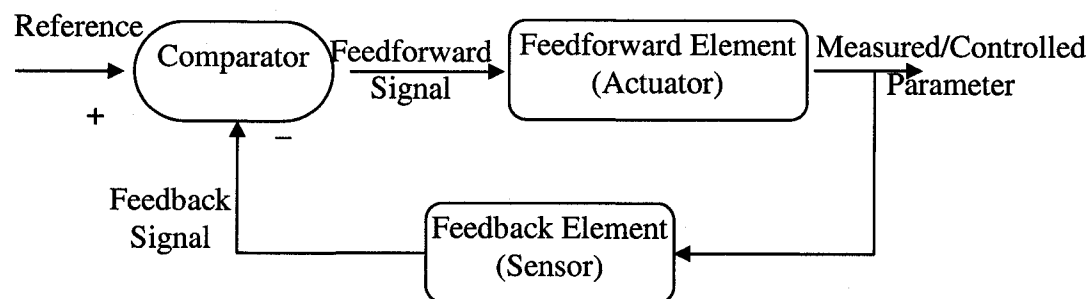 Reference
Comparator
Feedforward
Signal
Feedforward Element
(Actuator)
Measured/Controlled
Parameter
+
−
Feedback
Signal
Feedback Element
(Sensor)